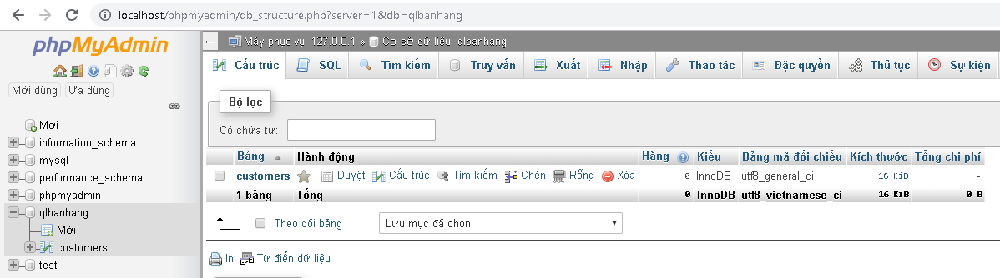 localhost/phpmyadmin/db_structure.php?server=1&db=qlbanhang
phpMyAdmin
Mới dùng Ưa dùng
Mới
information_schema
mysql
performance_schema
phpmyadmin
qlbanhang
Mới
customers
test
Máy phục vụ: 127.0.0.1 » Cơ sở dữ liệu: qlbanhang
Cấu trúc SQL Tìm kiếm Truy vấn Xuất Nhập Thao tác Đặc quyền Thủ tục Sự kiện
Bộ lọc
Có chứa từ:
Bảng Hành động Hàng Kiểu Bảng mã đối chiếu Kích thước Tổng chi phí
customers Duyệt Cấu trúc Tìm kiếm Chèn Rỗng Xóa 0 InnoDB utf8_general_ci 16 KiB -
1 bảng Tổng 0 InnoDB utf8_vietnamese_ci 16 KiB 0 B
Theo dõi bảng Lưu mục đã chọn
In Từ điển dữ liệu